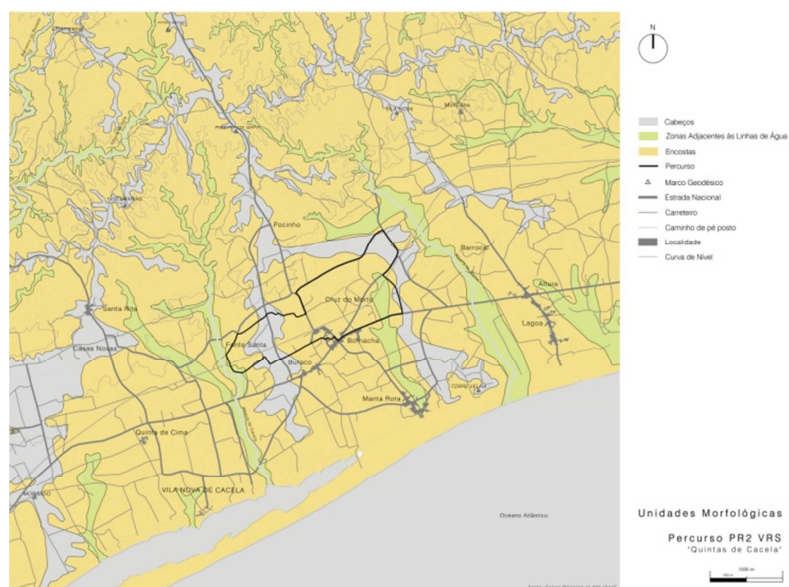 N
Cabeços
Zonas Adjacentes às Linhas de Água
Encostas
Percurso
Marco Geodésico
Estrada Nacional
Carreteiro
Caminho de pé posto
Localidade
Curva de Nível
Pocinho
Barrocal
Santa Rita
Cruz do Morto
Altura
Lagoa
Casas Novas
Fonte Santa
Bornacha
Buraco
Manta Rota
Quinta de Cima
VILA NOVA DE CACELA
Oceano Atlântico
Unidades Morfológicas
Percurso PR2 VRS
"Quintas de Cacela"
1000 m